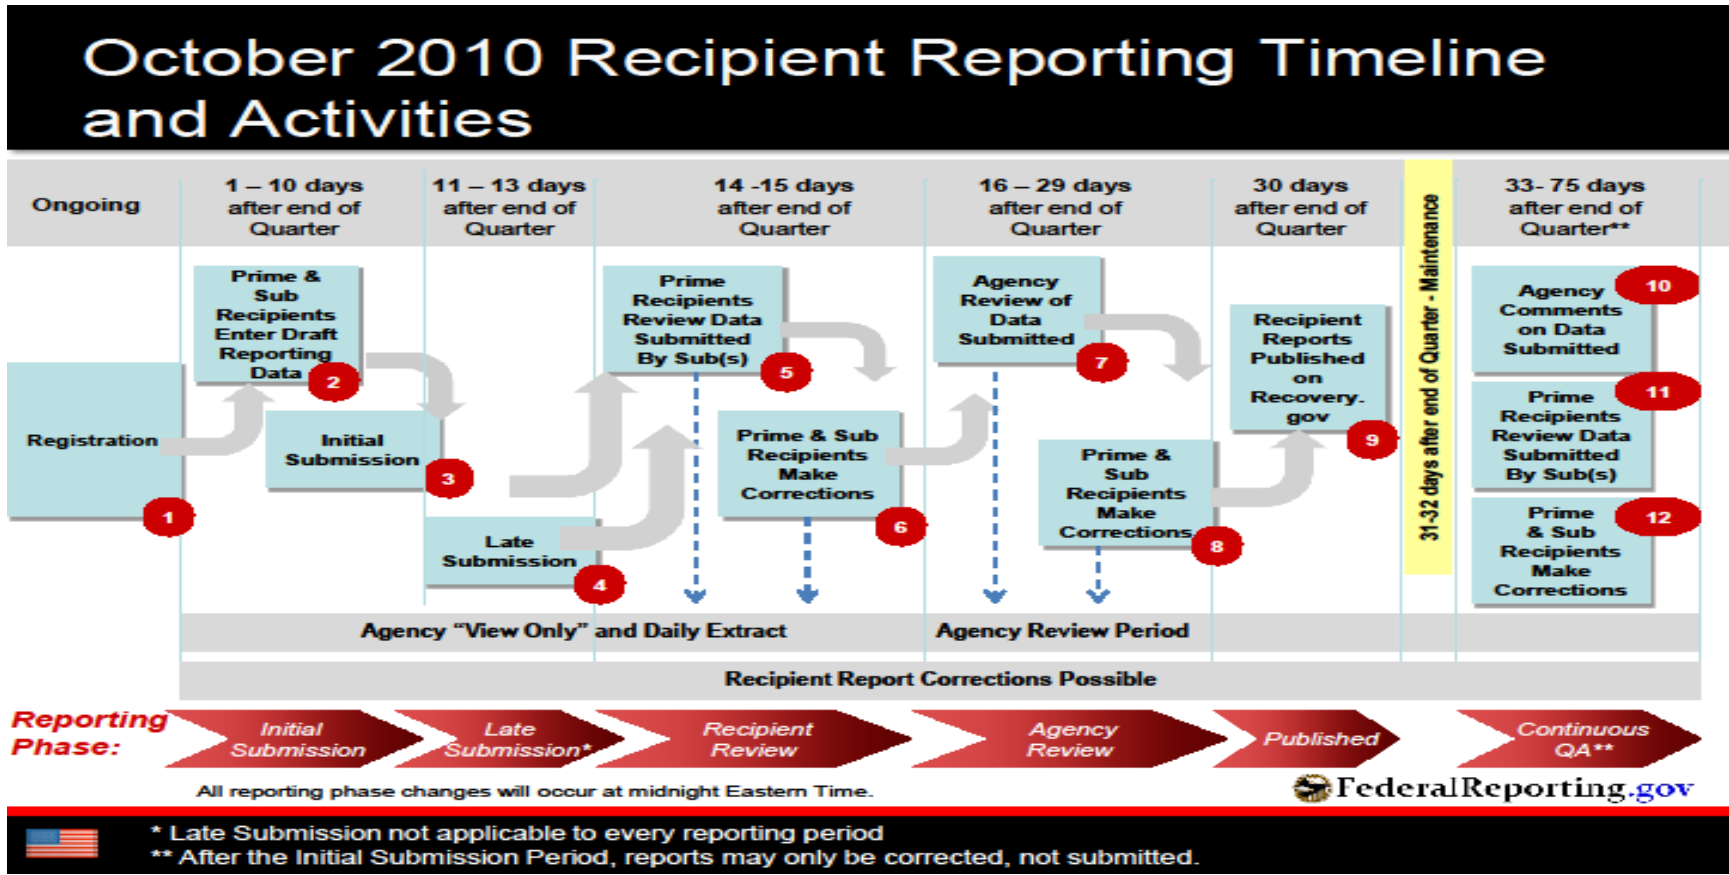 October 2010 Recipient Reporting Timeline
and Activities
Ongoing
1 – 10 days
after end of
Quarter
11 – 13 days
after end of
Quarter
14 -15 days
after end of
Quarter
16 – 29 days
after end of
Quarter
30 days
after end of
Quarter
31-32 days after end of Quarter - Maintenance
33- 75 days
after end of
Quarter**
Registration
1
Prime &
Sub
Recipients
Enter Draft
Reporting
Data
2
Initial
Submission
3
Late
Submission
4
Prime
Recipients
Review Data
Submitted
By Sub(s)
5
Prime & Sub
Recipients
Make
Corrections
6
Agency
Review of
Data
Submitted
7
Prime &
Sub
Recipients
Make
Corrections
8
Recipient
Reports
Published
on
Recovery.
gov
9
Agency
Comments
on Data
Submitted
10
Prime
Recipients
Review Data
Submitted
By Sub(s)
11
Prime
& Sub
Recipients
Make
Corrections
12
Agency “View Only” and Daily Extract
Agency Review Period
Recipient Report Corrections Possible
Reporting
Phase:
Initial
Submission
Late
Submission*
Recipient
Review
Agency
Review
Published
Continuous
QA**
All reporting phase changes will occur at midnight Eastern Time.
FederalReporting.gov
* Late Submission not applicable to every reporting period
** After the Initial Submission Period, reports may only be corrected, not submitted.